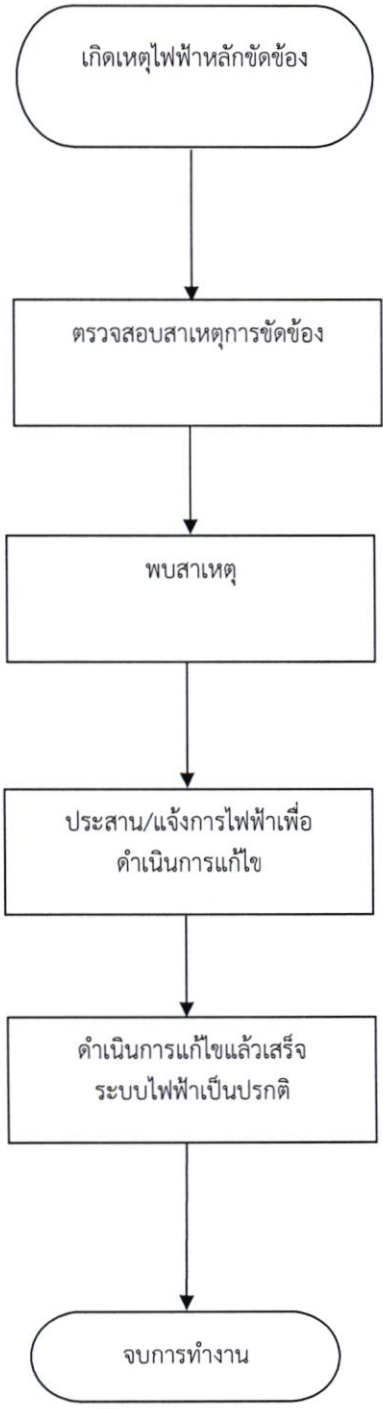 เกิดเหตุไฟฟ้าหลักขัดข้อง
ตรวจสอบสาเหตุการขัดข้อง
พบสาเหตุ
ประสาน/แจ้งการไฟฟ้าเพื่อ
ดำเนินการแก้ไข
ดำเนินการแก้ไขแล้วเสร็จ
ระบบไฟฟ้าเป็นปรกติ
จบการทำงาน